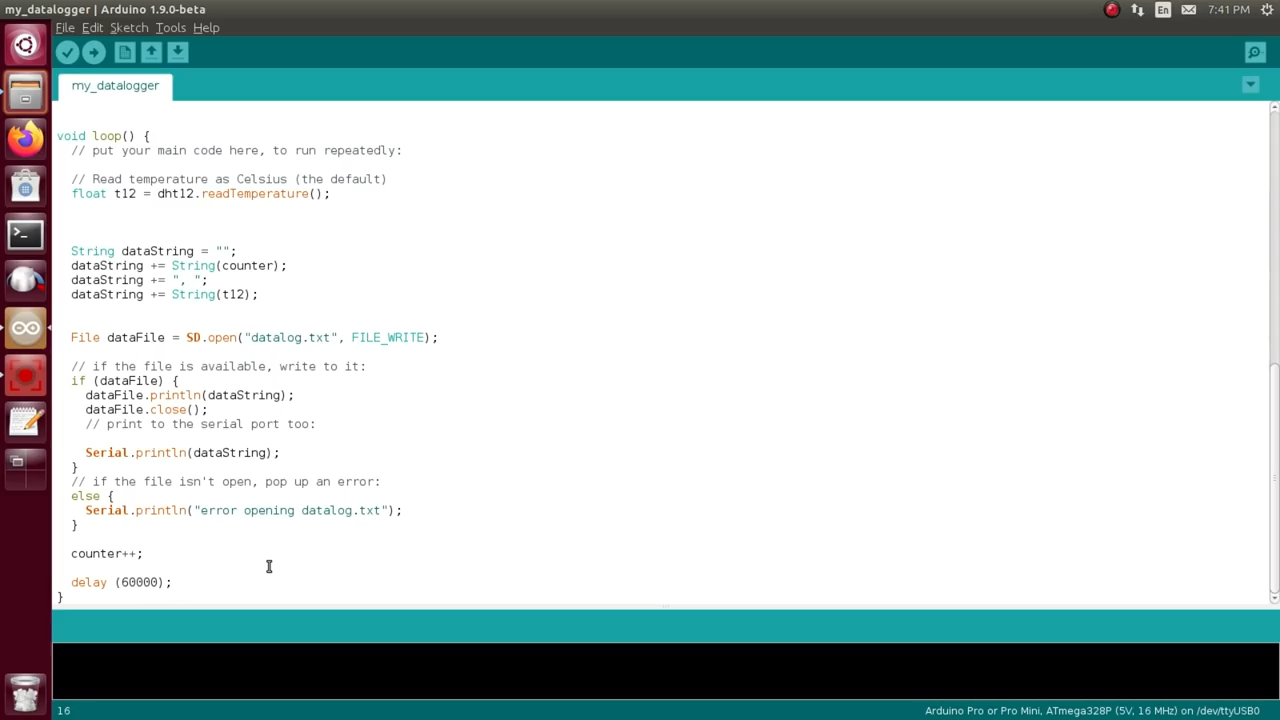 my_datalogger | Arduino 1.9.0-beta
En
7:41 PM
File Edit Sketch Tools Help
my_datalogger
void loop() {
  // put your main code here, to run repeatedly:
  // Read temperature as Celsius (the default)
  float t12 = dht12.readTemperature();
  String dataString = "";
  dataString += String(counter);
  dataString += ", ";
  dataString += String(t12);
  File dataFile = SD.open("datalog.txt", FILE_WRITE);
  // if the file is available, write to it:
  if (dataFile) {
    dataFile.println(dataString);
    dataFile.close();
    // print to the serial port too:
    Serial.println(dataString);
  }
  // if the file isn't open, pop up an error:
  else {
    Serial.println("error opening datalog.txt");
  }
  counter++;
  delay (60000);
}
16
Arduino Pro or Pro Mini, ATmega328P (5V, 16 MHz) on /dev/ttyUSB0